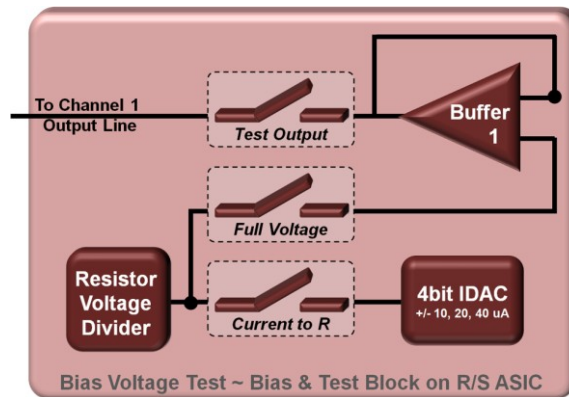 To Channel 1
Output Line
Test Output
Buffer
1
Full Voltage
Resistor
Voltage
Divider
Current to R
4bit IDAC
+/- 10, 20, 40 uA
Bias Voltage Test ~ Bias & Test Block on R/S ASIC